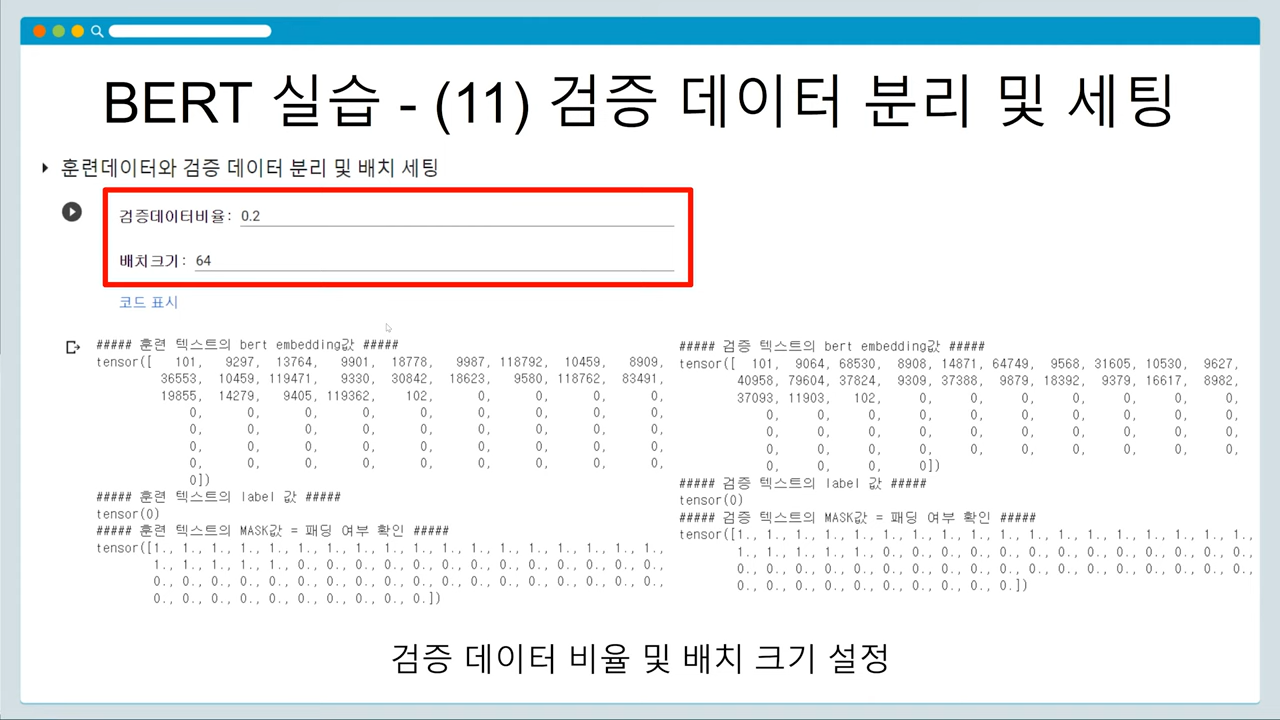 BERT 실습 - (11) 검증 데이터 분리 및 세팅
훈련데이터와 검증 데이터 분리 및 배치 세팅
검증데이터비율: 0.2
배치크기: 64
코드 표시
##### 훈련 텍스트의 bert embedding값 #####
tensor([ 101, 9297, 13764, 9901, 18778, 9987, 118792, 10459, 8909,
36553, 10459, 119471, 9330, 30842, 18623, 9580, 118762, 83491,
19855, 14279, 9405, 119362, 102, 0, 0, 0, 0,
0, 0, 0, 0, 0, 0, 0, 0, 0,
0, 0, 0, 0, 0, 0, 0, 0, 0,
0, 0, 0, 0, 0, 0, 0, 0, 0,
0, 0, 0, 0, 0, 0, 0, 0, 0,
0])
##### 훈련 텍스트의 label 값 #####
tensor(0)
##### 훈련 텍스트의 MASK값 = 패딩 여부 확인 #####
tensor([1., 1., 1., 1., 1., 1., 1., 1., 1., 1., 1., 1., 1., 1., 1., 1., 1., 1.,
1., 1., 1., 1., 1., 0., 0., 0., 0., 0., 0., 0., 0., 0., 0., 0., 0., 0.,
0., 0., 0., 0., 0., 0., 0., 0., 0., 0., 0., 0., 0., 0., 0., 0., 0., 0.,
0., 0., 0., 0., 0., 0., 0., 0., 0., 0.])
##### 검증 텍스트의 bert embedding값 #####
tensor([ 101, 9064, 68530, 8908, 14871, 64749, 9568, 31605, 10530, 9627,
40958, 79604, 37824, 9309, 37388, 9879, 18392, 9379, 16617, 8982,
37093, 11903, 102, 0, 0, 0, 0, 0, 0, 0,
0, 0, 0, 0, 0, 0, 0, 0, 0, 0,
0, 0, 0, 0, 0, 0, 0, 0, 0, 0,
0, 0, 0, 0, 0, 0, 0, 0, 0, 0,
0, 0, 0, 0])
##### 검증 텍스트의 label 값 #####
tensor(0)
##### 검증 텍스트의 MASK값 = 패딩 여부 확인 #####
tensor([1., 1., 1., 1., 1., 1., 1., 1., 1., 1., 1., 1., 1., 1., 1., 1., 1., 1.,
1., 1., 1., 1., 1., 0., 0., 0., 0., 0., 0., 0., 0., 0., 0., 0., 0., 0.,
0., 0., 0., 0., 0., 0., 0., 0., 0., 0., 0., 0., 0., 0., 0., 0., 0., 0.,
0., 0., 0., 0., 0., 0., 0., 0., 0., 0.])
검증 데이터 비율 및 배치 크기 설정